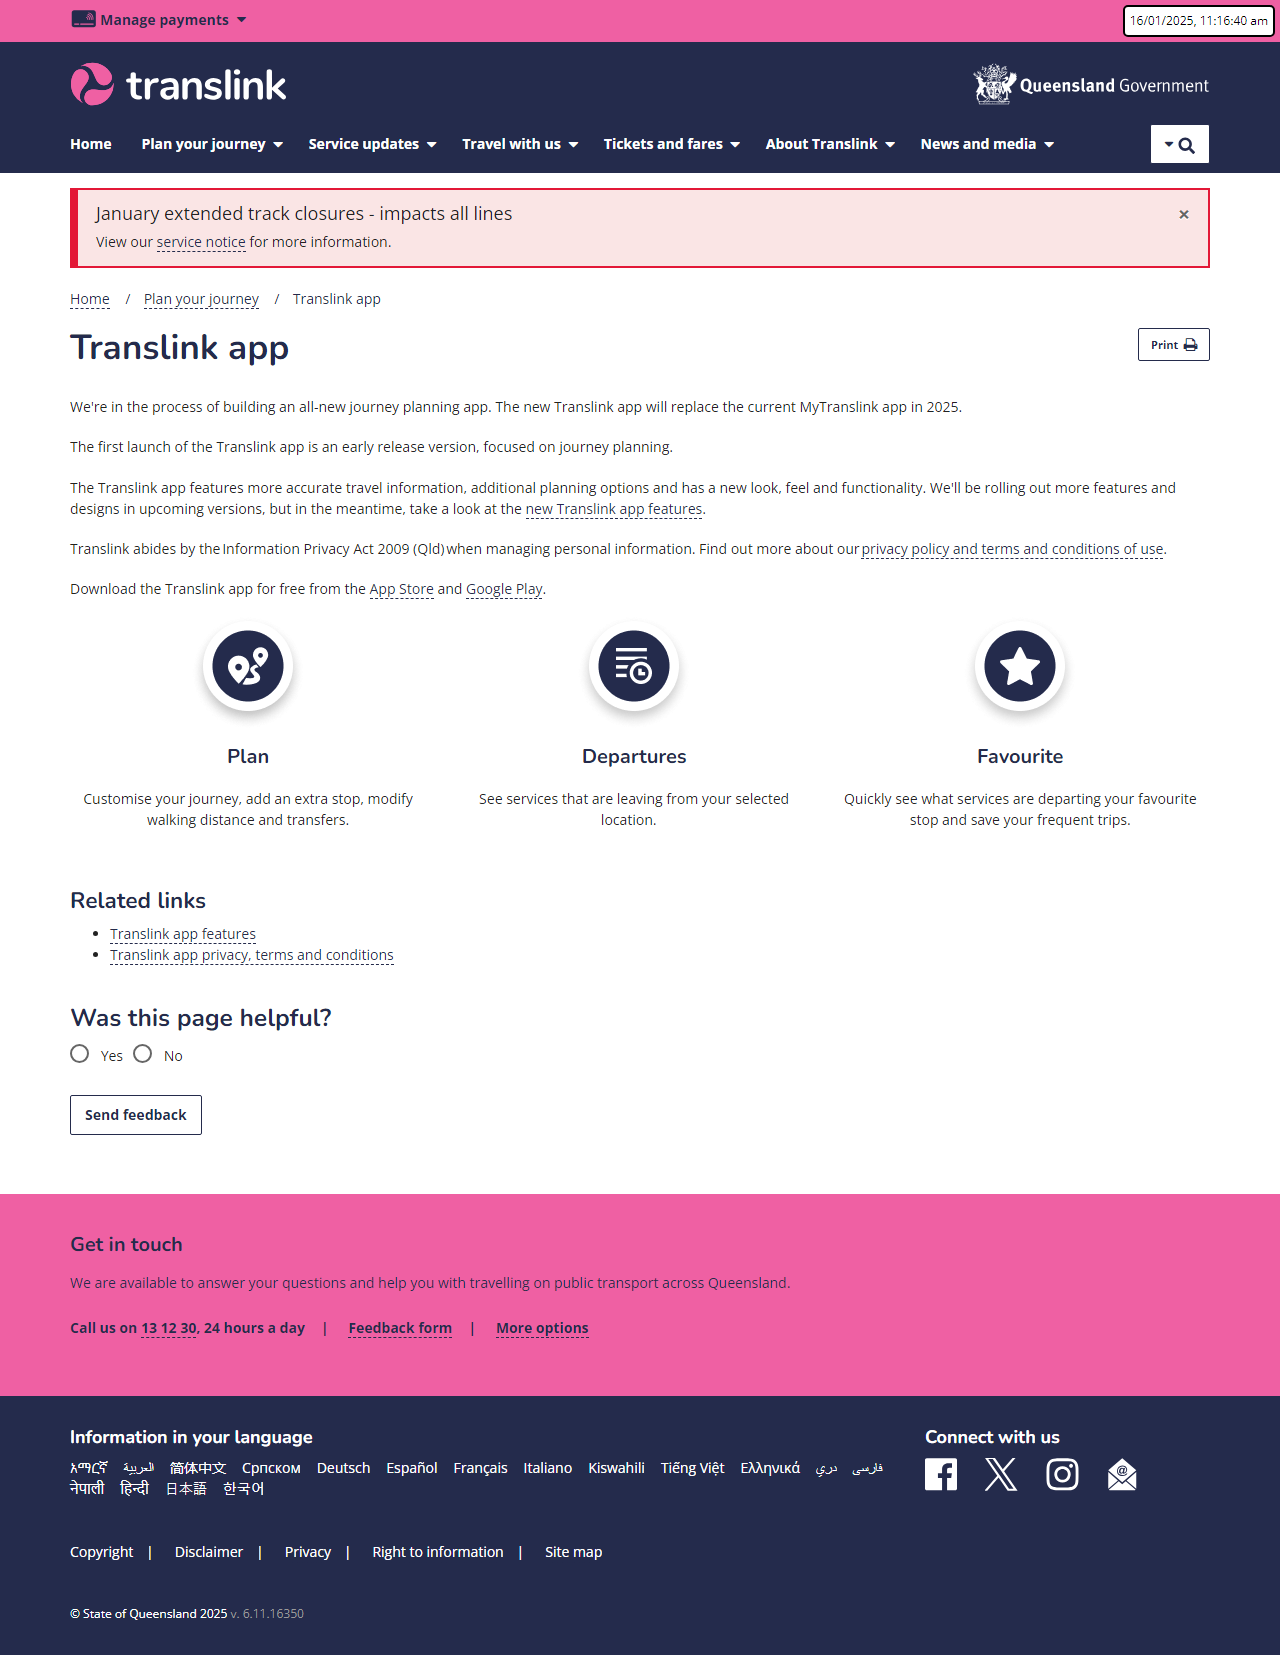 Manage payments
16/01/2025, 11:16:40 am
translink
Queensland Government
Home Plan your journey Service updates Travel with us Tickets and fares About Translink News and media
January extended track closures - impacts all lines
×
View our service notice for more information.
Home / Plan your journey / Translink app
Translink app
Print
We're in the process of building an all-new journey planning app. The new Translink app will replace the current MyTranslink app in 2025.
The first launch of the Translink app is an early release version, focused on journey planning.
The Translink app features more accurate travel information, additional planning options and has a new look, feel and functionality. We'll be rolling out more features and
designs in upcoming versions, but in the meantime, take a look at the new Translink app features.
Translink abides by the Information Privacy Act 2009 (Qld) when managing personal information. Find out more about our privacy policy and terms and conditions of use.
Download the Translink app for free from the App Store and Google Play.
Plan
Customise your journey, add an extra stop, modify
walking distance and transfers.
Departures
See services that are leaving from your selected
location.
Favourite
Quickly see what services are departing your favourite
stop and save your frequent trips.
Related links
• Translink app features
• Translink app privacy, terms and conditions
Was this page helpful?
Yes No
Send feedback
Get in touch
We are available to answer your questions and help you with travelling on public transport across Queensland.
Call us on 13 12 30, 24 hours a day | Feedback form | More options
Information in your language
አማርኛ العربية 简体中文 Српском Deutsch Español Français Italiano Kiswahili Tiếng Việt Ελληνικά دري فارسی
नेपाली हिन्दी 日本語 한국어
Connect with us
@
Copyright | Disclaimer | Privacy | Right to information | Site map
© State of Queensland 2025 v. 6.11.16350